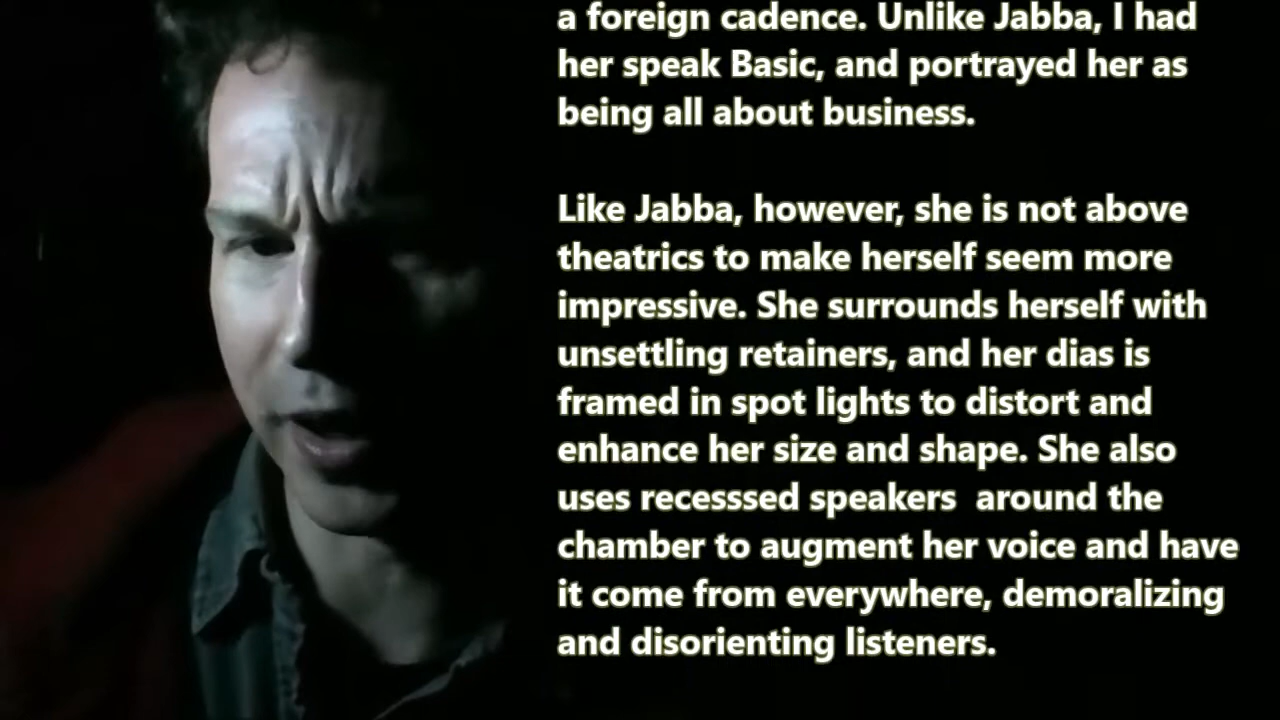 a foreign cadence. Unlike Jabba, I had
her speak Basic, and portrayed her as
being all about business.
Like Jabba, however, she is not above
theatrics to make herself seem more
impressive. She surrounds herself with
unsettling retainers, and her dias is
framed in spot lights to distort and
enhance her size and shape. She also
uses recesssed speakers  around the
chamber to augment her voice and have
it come from everywhere, demoralizing
and disorienting listeners.